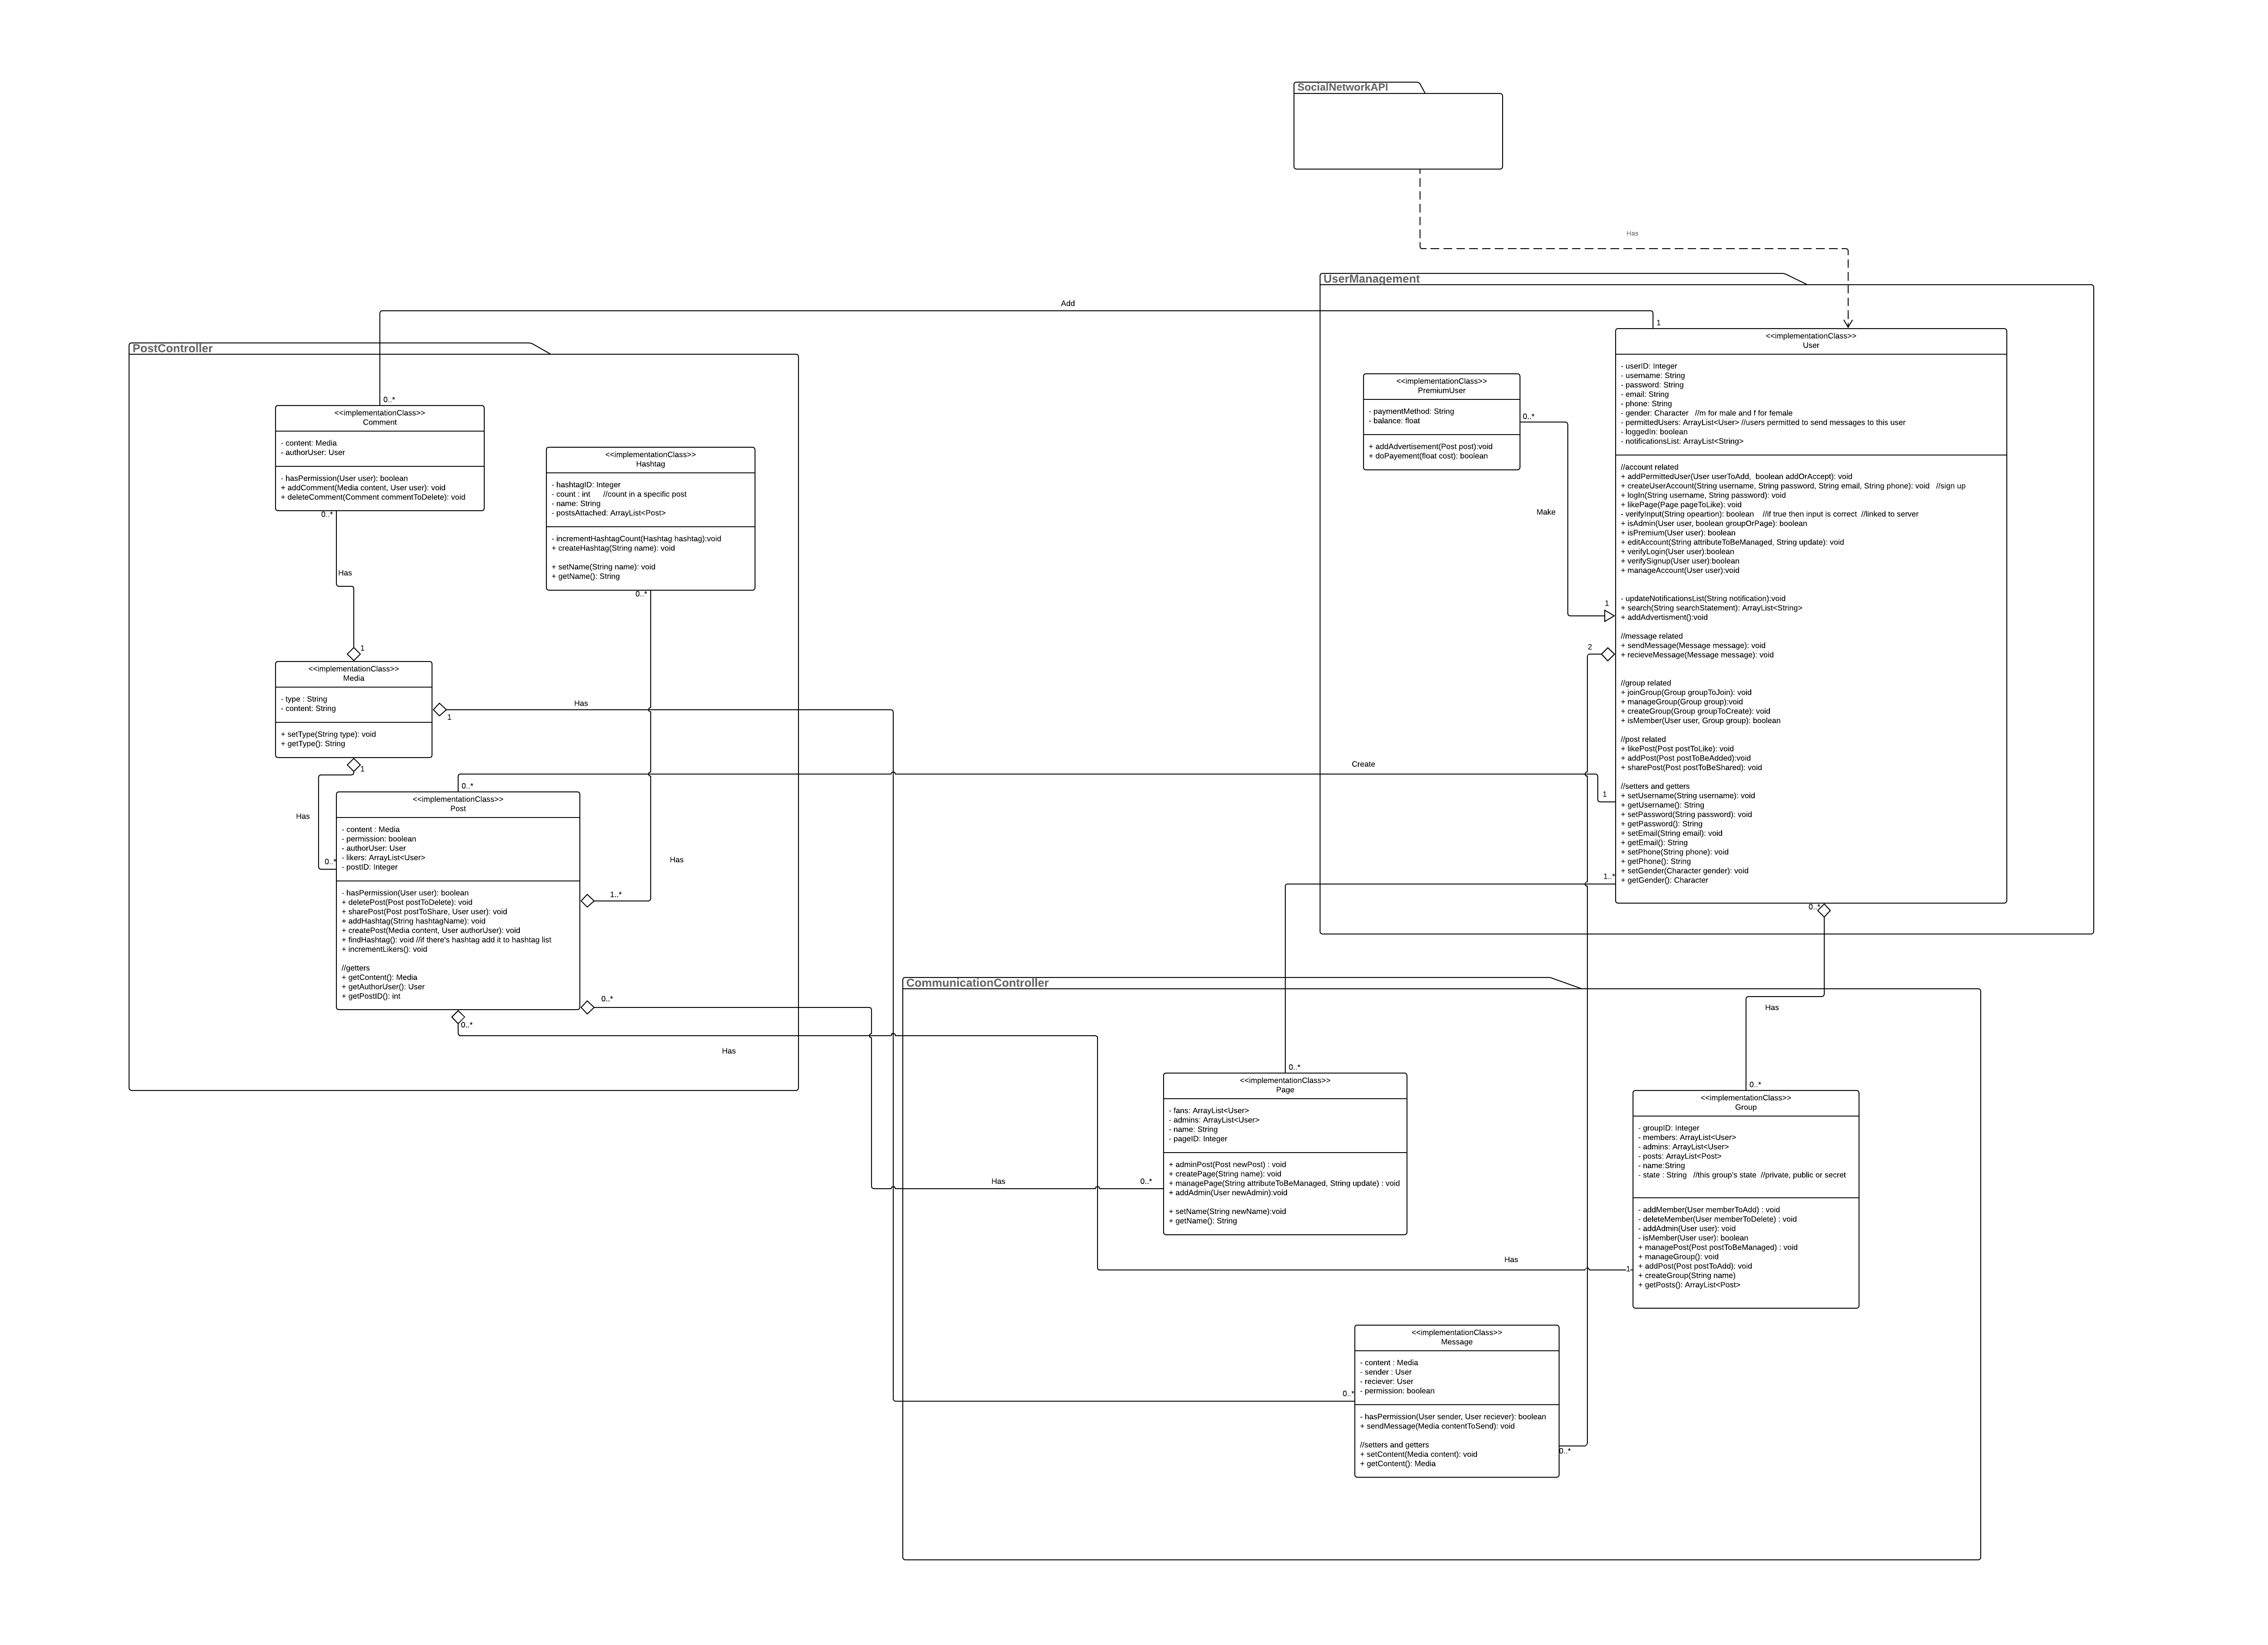 SocialNetworkAPI
Has
UserManagement
Add
1
<<implementationClass>>
User
- userID: Integer
- username: String
- password: String
- email: String
- phone: String
- gender: Character   //m for male and f for female
- permittedUsers: ArrayList<User> //users permitted to send messages to this user
- loggedIn: boolean
- notificationsList: ArrayList<String>
//account related
+ addPermittedUser(User userToAdd,  boolean addOrAccept): void
+ createUserAccount(String username, String password, String email, String phone): void   //sign up
+ logIn(String username, String password): void
+ likePage(Page pageToLike): void
- verifyInput(String opeartion): boolean    //if true then input is correct  //linked to server
+ isAdmin(User user, boolean groupOrPage): boolean
+ isPremium(User user): boolean
+ editAccount(String attributeToBeManaged, String update): void
+ verifyLogin(User user):boolean
+ verifySignup(User user):boolean
+ manageAccount(User user):void
- updateNotificationsList(String notification):void
+ search(String searchStatement): ArrayList<String>
+ addAdvertisment():void
//message related
+ sendMessage(Message message): void
+ recieveMessage(Message message): void
//group related
+ joinGroup(Group groupToJoin): void
+ manageGroup(Group group):void
+ createGroup(Group groupToCreate): void
+ isMember(User user, Group group): boolean
//post related
+ likePost(Post postToLike): void
+ addPost(Post postToBeAdded):void
+ sharePost(Post postToBeShared): void
//setters and getters
+ setUsername(String username): void
+ getUsername(): String
+ setPassword(String password): void
+ getPassword(): String
+ setEmail(String email): void
+ getEmail(): String
+ setPhone(String phone): void
+ getPhone(): String
+ setGender(Character gender): void
+ getGender(): Character
<<implementationClass>>
PremiumUser
- paymentMethod: String
- balance: float
+ addAdvertisement(Post post):void
+ doPayement(float cost): boolean
0..*
Make
1
2
Create
1
1..*
0..*
PostController
0..*
<<implementationClass>>
Comment
- content: Media
- authorUser: User
- hasPermission(User user): boolean
+ addComment(Media content, User user): void
+ deleteComment(Comment commentToDelete): void
0..*
Has
1
<<implementationClass>>
Hashtag
- hashtagID: Integer
- count : int      //count in a specific post
- name: String
- postsAttached: ArrayList<Post>
- incrementHashtagCount(Hashtag hashtag):void
+ createHashtag(String name): void
+ setName(String name): void
+ getName(): String
0..*
<<implementationClass>>
Media
- type : String
- content: String
+ setType(String type): void
+ getType(): String
Has
1
1
Has
0..*
0..*
<<implementationClass>>
Post
- content : Media
- permission: boolean
- authorUser: User
- likers: ArrayList<User>
- postID: Integer
- hasPermission(User user): boolean
+ deletePost(Post postToDelete): void
+ sharePost(Post postToShare, User user): void
+ addHashtag(String hashtagName): void
+ createPost(Media content, User authorUser): void
+ findHashtag(): void //if there's hashtag add it to hashtag list
+ incrementLikers(): void
//getters
+ getContent(): Media
+ getAuthorUser(): User
+ getPostID(): int
Has
1..*
0..*
0..*
Has
CommunicationController
Has
0..*
0..*
<<implementationClass>>
Page
- fans: ArrayList<User>
- admins: ArrayList<User>
- name: String
- pageID: Integer
+ adminPost(Post newPost) : void
+ createPage(String name): void
+ managePage(String attributeToBeManaged, String update) : void
+ addAdmin(User newAdmin):void
+ setName(String newName):void
+ getName(): String
Has
0..*
<<implementationClass>>
Group
- groupID: Integer
- members: ArrayList<User>
- admins: ArrayList<User>
- posts: ArrayList<Post>
- name:String
- state : String   //this group's state  //private, public or secret
- addMember(User memberToAdd) : void
- deleteMember(User memberToDelete) : void
- addAdmin(User user): void
- isMember(User user): boolean
+ managePost(Post postToBeManaged) : void
+ manageGroup(): void
+ addPost(Post postToAdd): void
+ createGroup(String name)
+ getPosts(): ArrayList<Post>
Has
1
<<implementationClass>>
Message
- content : Media
- sender : User
- reciever: User
- permission: boolean
- hasPermission(User sender, User reciever): boolean
+ sendMessage(Media contentToSend): void
//setters and getters
+ setContent(Media content): void
+ getContent(): Media
0..*
0..*